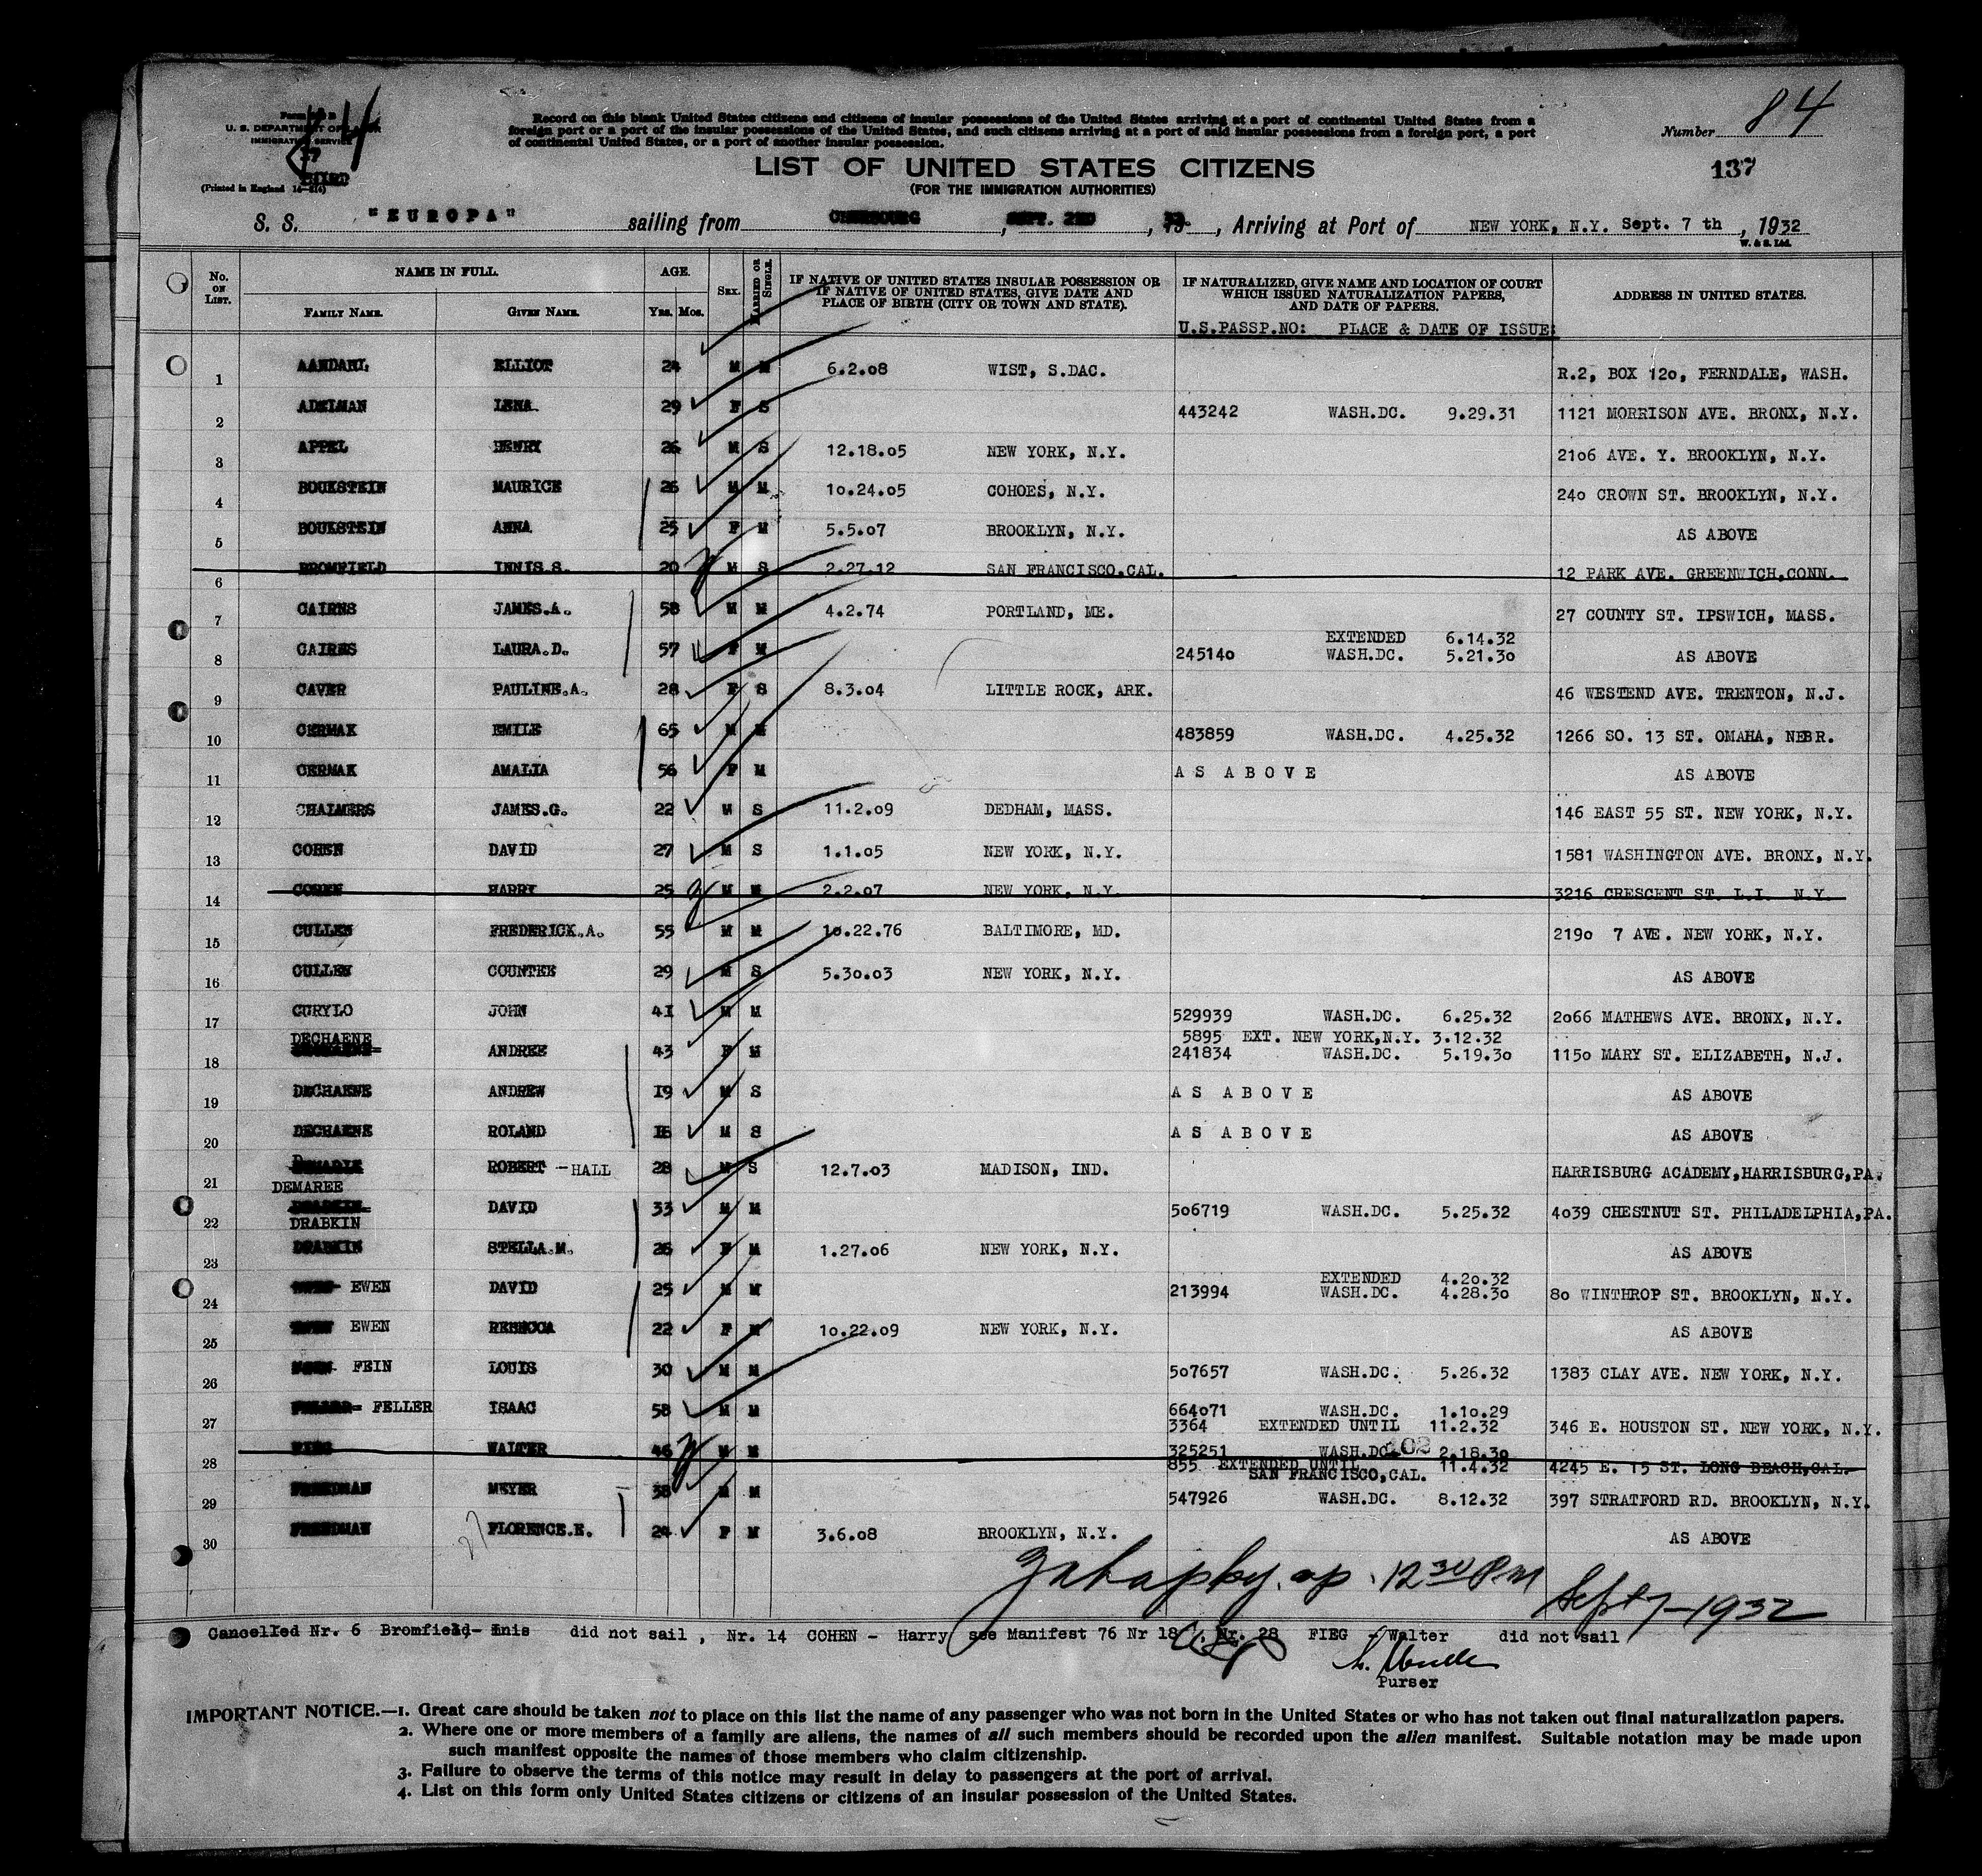 Form
84
U. S. DEPARTMENT OF LABOR
IMMIGRATION SERVICE
THIRD
(Printed in England
Record on this blank United States citizens and citizens of insular possessions of the United States arriving at a port of continental United States from a
foreign port or a port of the insular possessions of the United States, and such citizens arriving at a port of said insular possessions from a foreign port, a port
of continental United States, or a port of another insular possession.
Number 84
137
LIST OF UNITED STATES CITIZENS
(FOR THE IMMIGRATION AUTHORITIES)
S. S. "EUROPA" sailing from CHERBOURG , SEPT. 2ND , , Arriving at Port of NEW YORK, N.Y. Sept. 7 th , 1932
W. & S. Ltd.
No. ON LIST. NAME IN FULL. AGE. SEX. MARRIED OR SINGLE. IF NATIVE OF UNITED STATES INSULAR POSSESSION OR IF NATIVE OF UNITED STATES, GIVE DATE AND PLACE OF BIRTH (CITY OR TOWN AND STATE). IF NATURALIZED, GIVE NAME AND LOCATION OF COURT WHICH ISSUED NATURALIZATION PAPERS, AND DATE OF PAPERS. ADDRESS IN UNITED STATES.
FAMILY NAME. GIVEN NAME. Yrs. Mos.
U.S.PASSP.NO: PLACE & DATE OF ISSUE:
1 AANDAHL ELLIOT 24 M M 6.2.08 WIST, S.DAC. R.2, BOX 120, FERNDALE, WASH.
2 ADELMAN LENA 29 F S 443242 WASH.DC. 9.29.31 1121 MORRISON AVE. BRONX, N.Y.
3 APPEL HENRY 26 M S 12.18.05 NEW YORK, N.Y. 2106 AVE. Y. BROOKLYN, N.Y.
4 BOUKSTEIN MAURICE 26 M M 10.24.05 COHOES, N.Y. 240 CROWN ST. BROOKLYN, N.Y.
5 BOUKSTEIN ANNA 25 F M 5.5.07 BROOKLYN, N.Y. AS ABOVE
6 BROMFIELD INNIS.S. 20 M S 2.27.12 SAN FRANCISCO.CAL. 12 PARK AVE. GREENWICH,CONN.
7 CAIRNS JAMES.A. 58 M M 4.2.74 PORTLAND, ME. 27 COUNTY ST. IPSWICH, MASS.
EXTENDED 6.14.32
8 CAIRNS LAURA.D. 57 F M 245140 WASH.DC. 5.21.30 AS ABOVE
9 CAVER PAULINE.A. 28 F S 8.3.04 LITTLE ROCK, ARK. 46 WESTEND AVE. TRENTON, N.J.
10 CERMAK EMILE 65 M M 483859 WASH.DC. 4.25.32 1266 SO. 13 ST. OMAHA, NEBR.
11 CERMAK AMALIA 56 F M AS ABOVE AS ABOVE
12 CHALMERS JAMES.G. 22 M S 11.2.09 DEDHAM, MASS. 146 EAST 55 ST. NEW YORK, N.Y.
13 COHEN DAVID 27 M S 1.1.05 NEW YORK, N.Y. 1581 WASHINGTON AVE. BRONX, N.Y.
14 COHEN HARRY 25 M M 2.2.07 NEW YORK, N.Y. 3216 CRESCENT ST. L.I. N.Y.
15 CULLEN FREDERICK.A. 55 M M 10.22.76 BALTIMORE, MD. 2190 7 AVE. NEW YORK, N.Y.
16 CULLEN COUNTEE 29 M S 5.30.03 NEW YORK, N.Y. AS ABOVE
17 CURYLO JOHN 41 M M 529939 WASH.DC. 6.25.32 2066 MATHEWS AVE. BRONX, N.Y.
DECHAENE 5895 EXT. NEW YORK,N.Y. 3.12.32
18 ANDREE 43 F M 241834 WASH.DC. 5.19.30 1150 MARY ST. ELIZABETH, N.J.
19 DECHAENE ANDREW 19 M S AS ABOVE AS ABOVE
20 DECHAENE ROLAND 16 M S AS ABOVE AS ABOVE
21 ROBERT - HALL 28 M S 12.7.03 MADISON, IND. HARRISBURG ACADEMY,HARRISBURG,PA.
DEMAREE
22 DAVID 33 M M 506719 WASH.DC. 5.25.32 4039 CHESTNUT ST. PHILADELPHIA,PA.
DRABKIN
23 DRABKIN STELLA.M. 26 F M 1.27.06 NEW YORK, N.Y. AS ABOVE
EXTENDED 4.20.32
24 EWEN DAVID 25 M M 213994 WASH.DC. 4.28.30 80 WINTHROP ST. BROOKLYN, N.Y.
25 EWEN REBECCA 22 F M 10.22.09 NEW YORK, N.Y. AS ABOVE
26 FEIN LOUIS 30 M M 507657 WASH.DC. 5.26.32 1383 CLAY AVE. NEW YORK, N.Y.
27 FELLER ISAAC 58 M M 664071 WASH.DC. 1.10.29
3364 EXTENDED UNTIL 11.2.32 346 E. HOUSTON ST. NEW YORK, N.Y.
28 FIEG WALTER 46 M M 325251 WASH.DC. 2.18.30
855 EXTENDED UNTIL 11.4.32 4245 E. 15 ST. LONG BEACH,CAL.
SAN FRANCISCO,CAL.
29 FREEDMAN MEYER 38 M M 547926 WASH.DC. 8.12.32 397 STRATFORD RD. BROOKLYN, N.Y.
30 FREEDMAN FLORENCE.E. 24 F M 3.6.08 BROOKLYN, N.Y. AS ABOVE
12 30 PM Sept 7-1932
Cancelled Nr. 6 Bromfield- Inis did not sail , Nr. 14 COHEN - Harry see Manifest 76 Nr 18, Nr. 28 FIEG - Walter did not sail
Purser
IMPORTANT NOTICE.—1. Great care should be taken not to place on this list the name of any passenger who was not born in the United States or who has not taken out final naturalization papers.
2. Where one or more members of a family are aliens, the names of all such members should be recorded upon the alien manifest. Suitable notation may be made upon
such manifest opposite the names of those members who claim citizenship.
3. Failure to observe the terms of this notice may result in delay to passengers at the port of arrival.
4. List on this form only United States citizens or citizens of an insular possession of the United States.